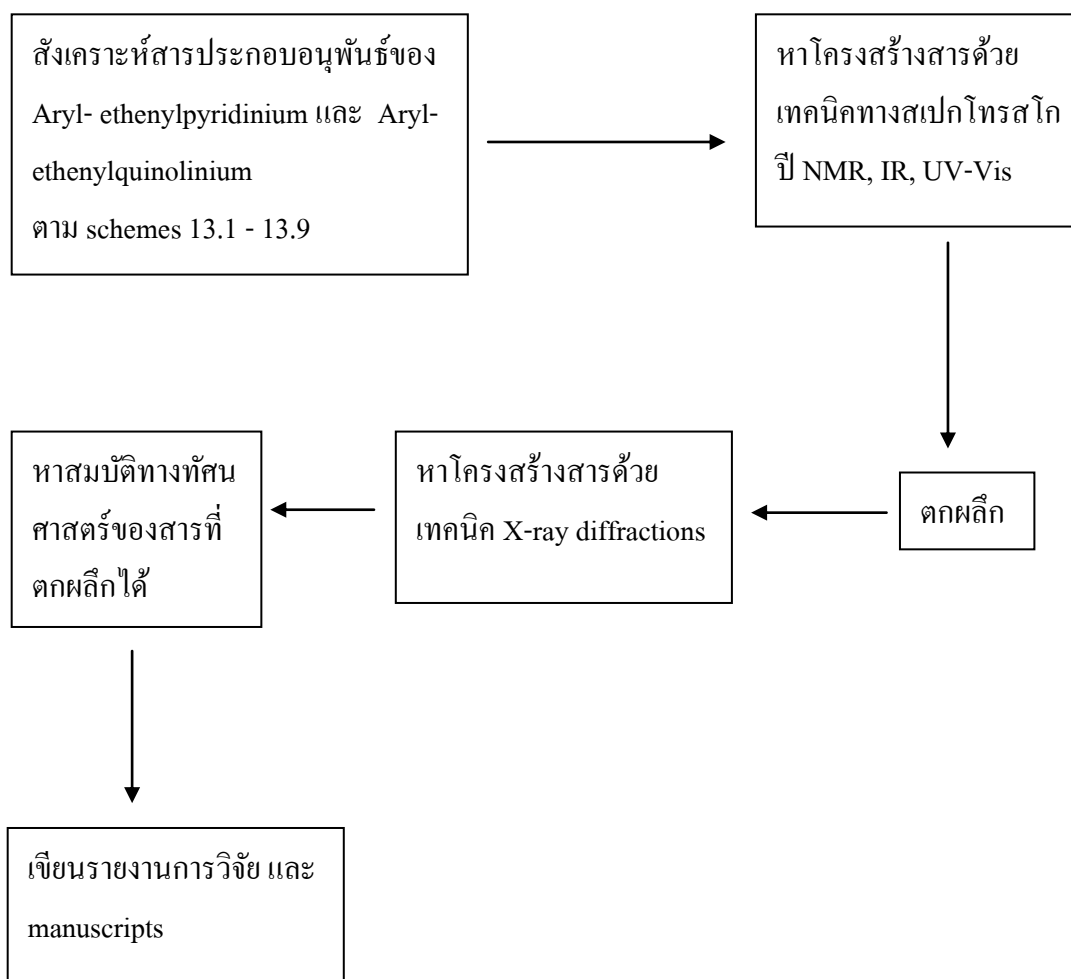 สังเคราะห์สารประกอบอนุพันธ์ของ
Aryl- ethenylpyridinium และ Aryl-
ethenylquinolinium
ตาม schemes 13.1 - 13.9
หาโครงสร้างสารด้วย
เทคนิคทางสเปกโทรสโก
ปี NMR, IR, UV-Vis
ตกผลึก
หาโครงสร้างสารด้วย
เทคนิค X-ray diffractions
หาสมบัติทางทัศน
ศาสตร์ของสารที่
ตกผลึกได้
เขียนรายงานการวิจัย และ
manuscripts